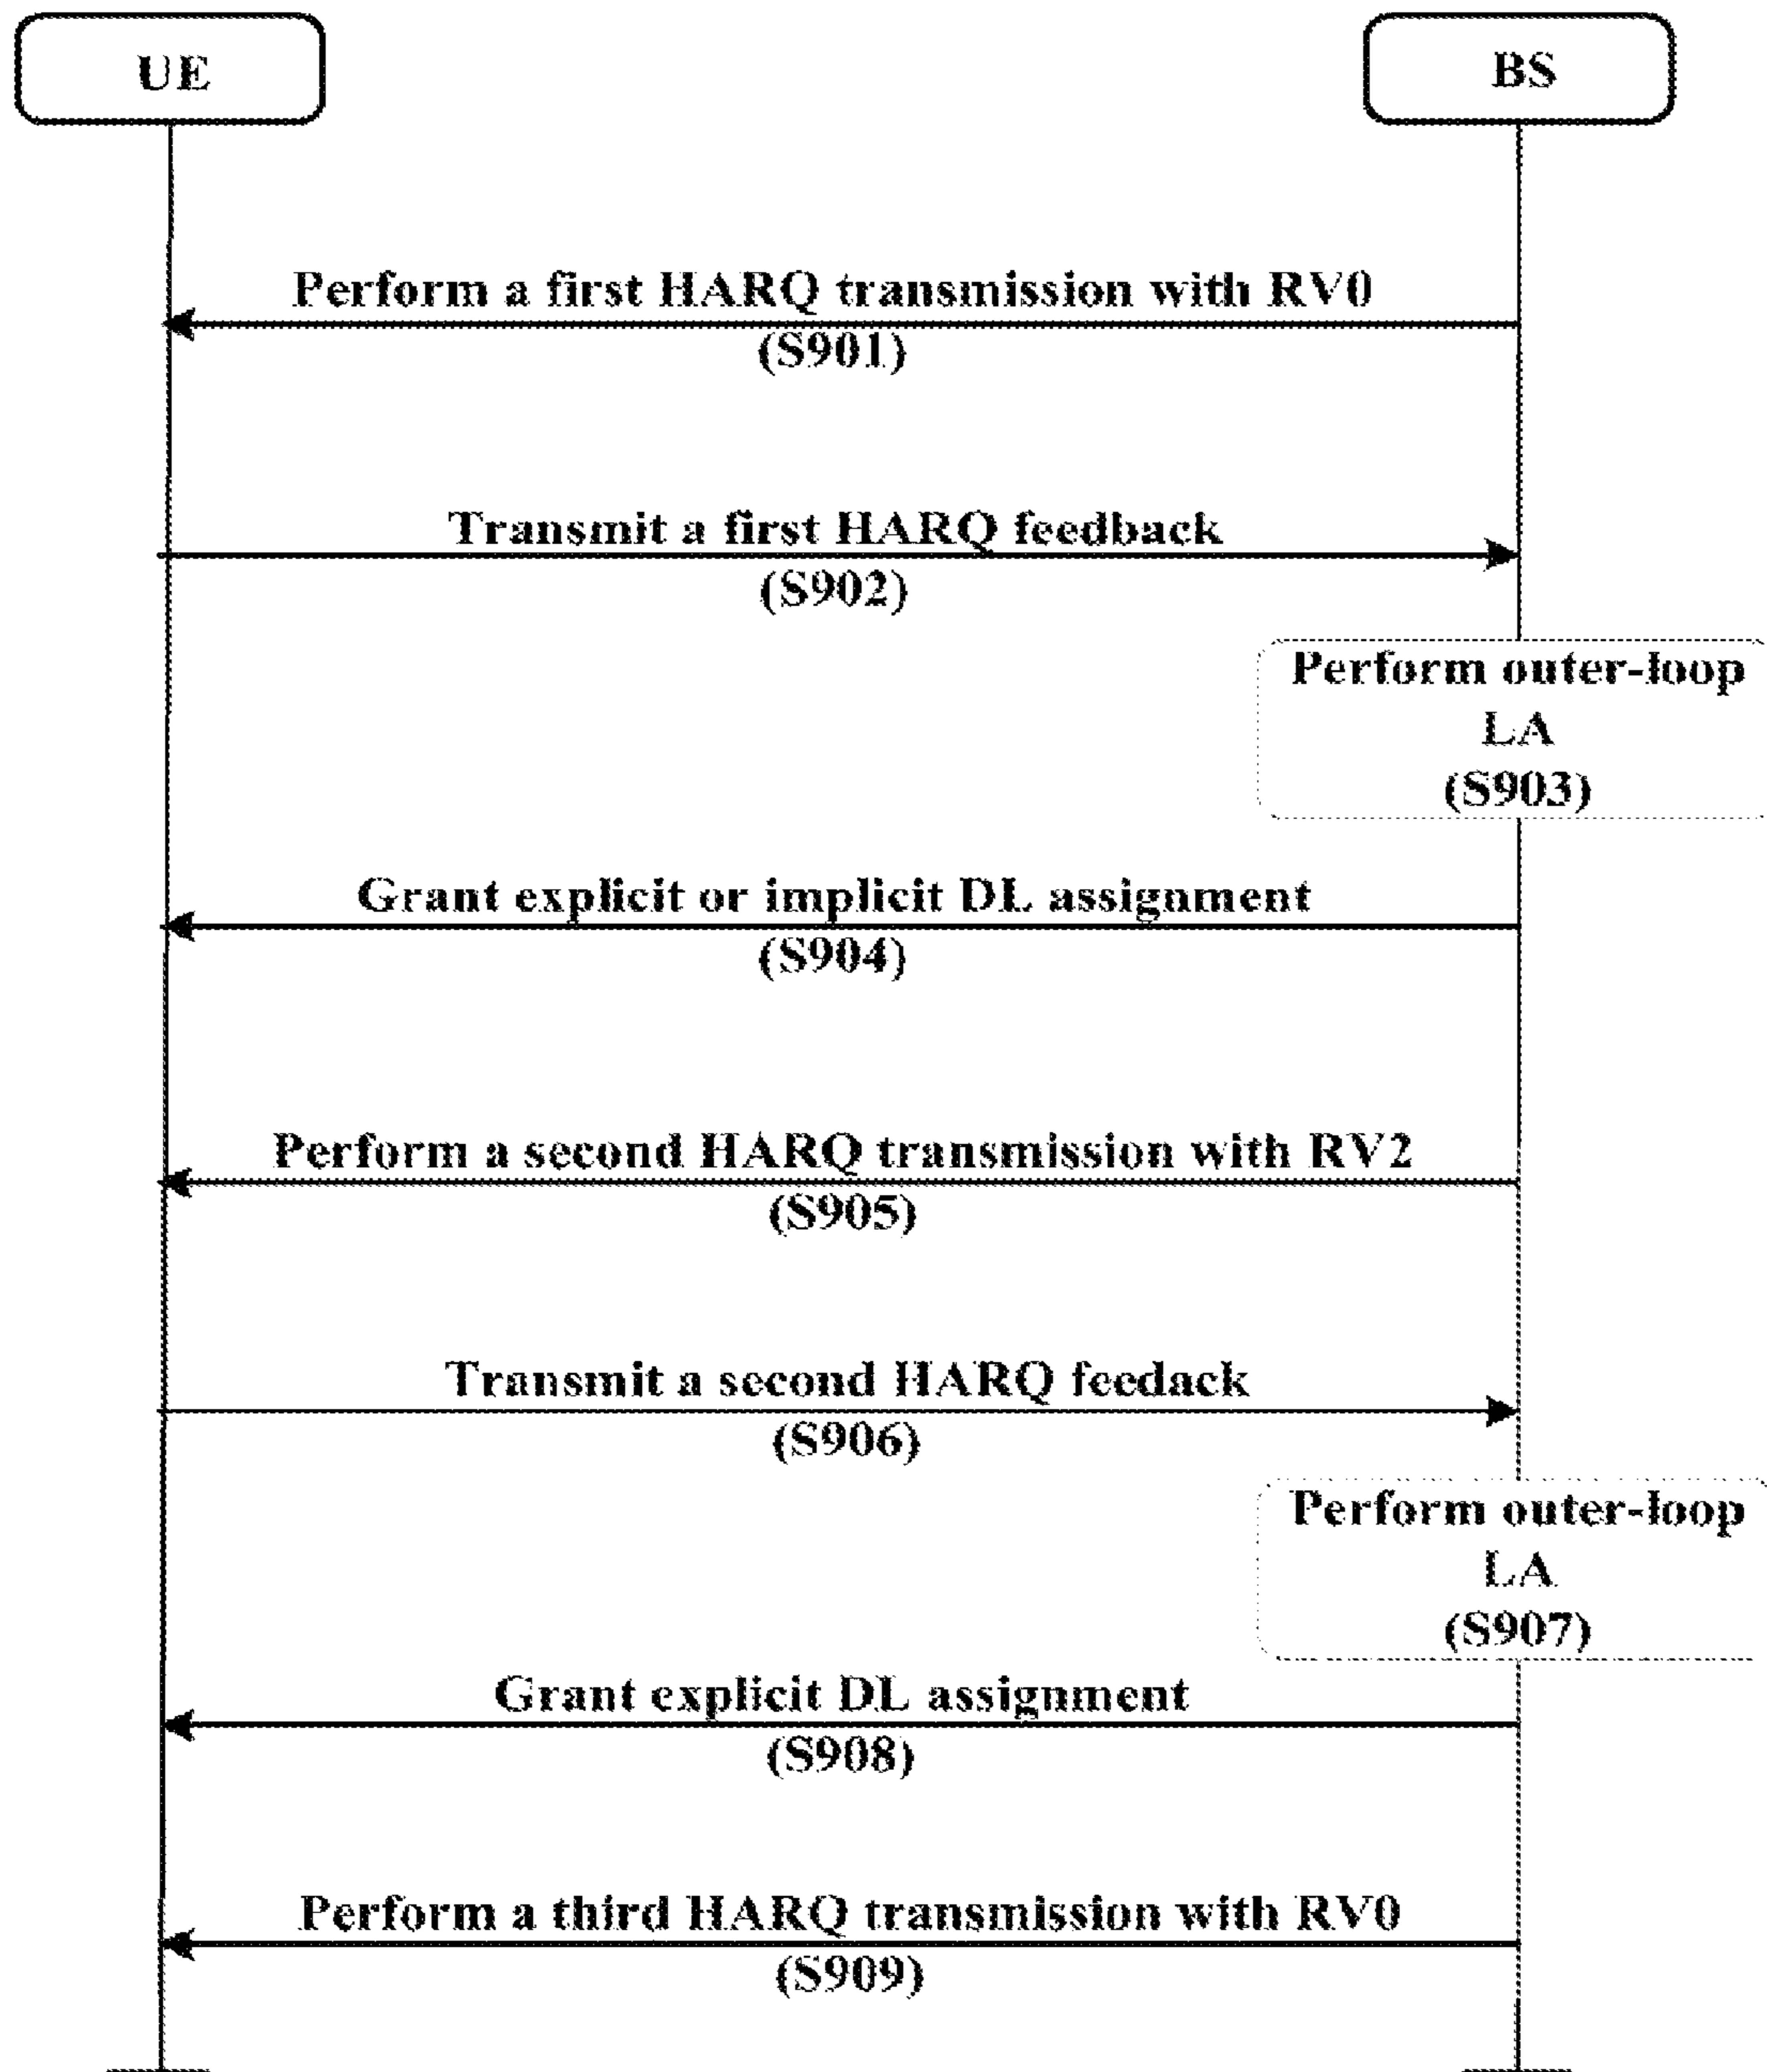 UE
BS
Perform a first HARQ transmission with RV0
(S901)
Transmit a first HARQ feedback
(S902)
Perform outer-loop
LA
(S903)
Grant explicit or implicit DL assignment
(S904)
Perform a second HARQ transmission with RV2
(S905)
Transmit a second HARQ feedack
(S906)
Perform outer-loop
LA
(S907)
Grant explicit DL assignment
(S908)
Perform a third HARQ transmission with RV0
(S909)